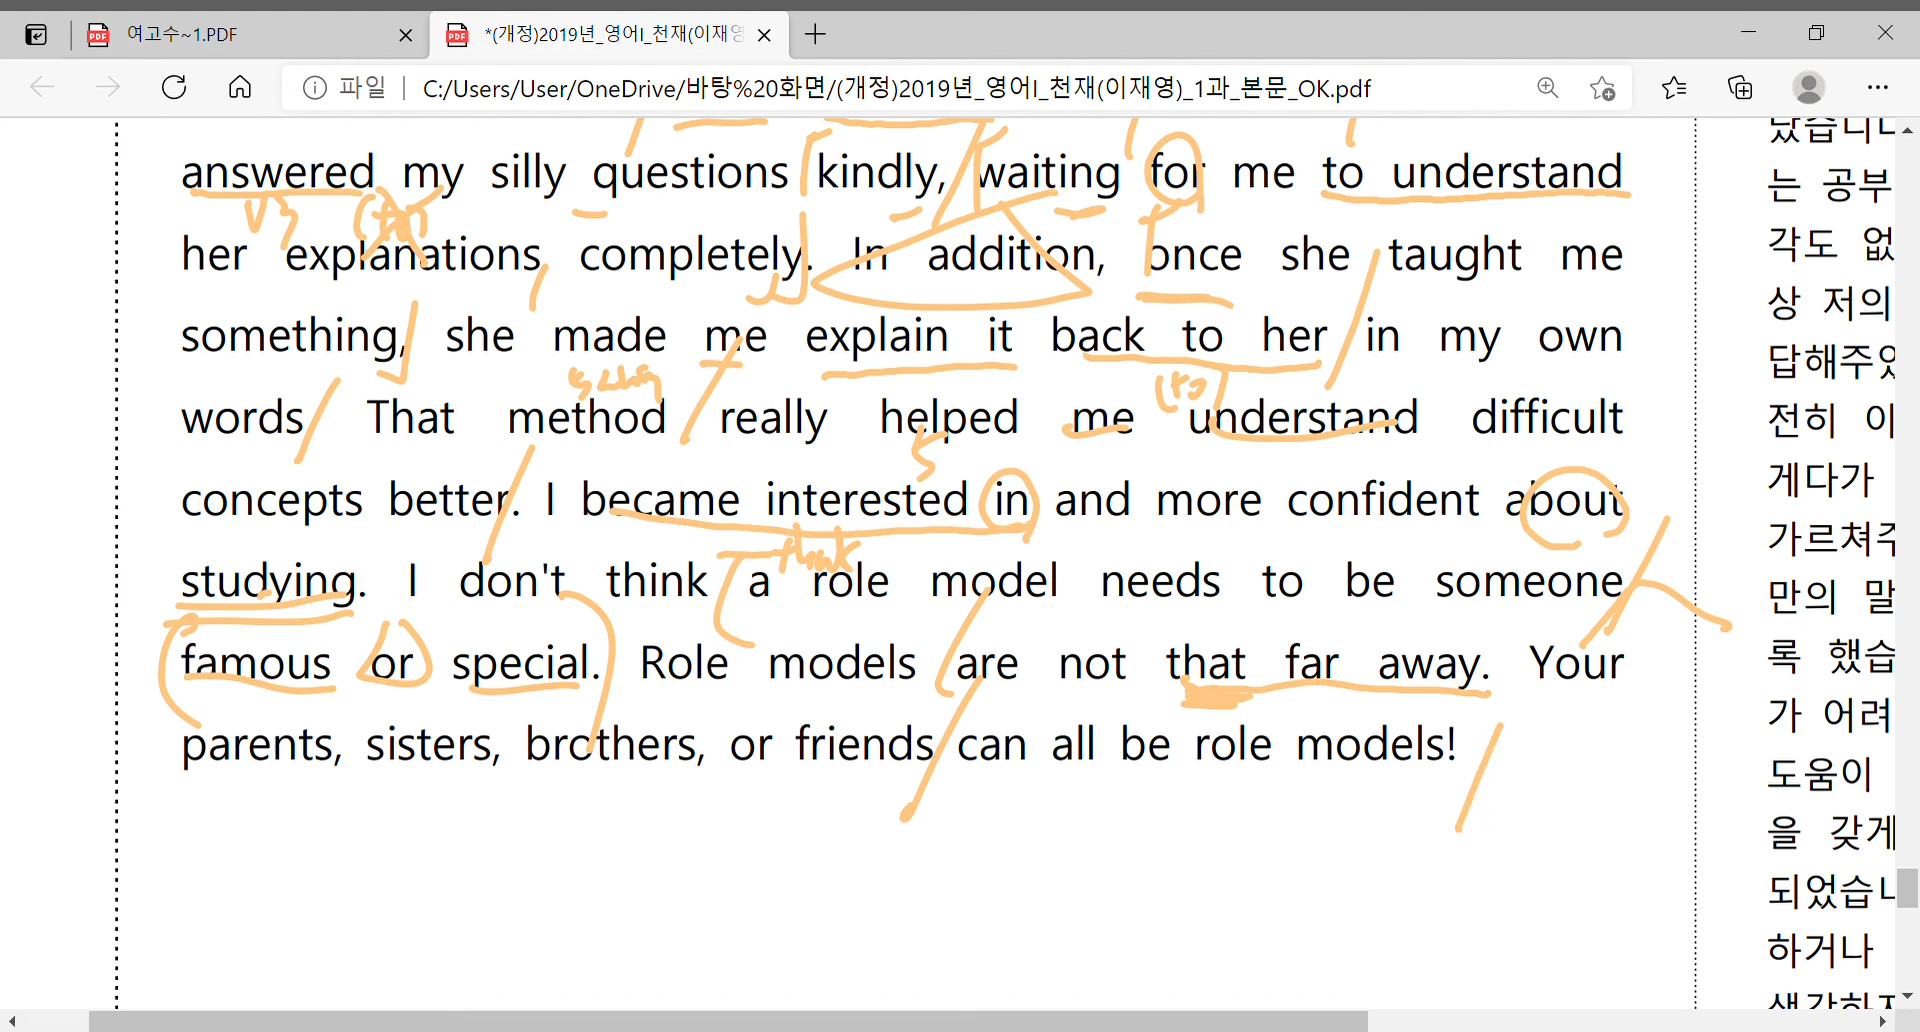 여고수~1.PDF
*(개정)2019년_영어I_천재(이재영
파일 | C:/Users/User/OneDrive/바탕%20화면/(개정)2019년_영어I_천재(이재영)_1과_본문_OK.pdf
answered my silly questions kindly, waiting for me to understand
her explanations completely. In addition, once she taught me
something, she made me explain it back to her in my own
words. That method really helped me understand difficult
concepts better. I became interested in and more confident about
studying. I don't think a role model needs to be someone
famous or special. Role models are not that far away. Your
parents, sisters, brothers, or friends can all be role models!
V3
(to)
5
는 공부
각도 없
상 저의
답해주었
전히 이
게다가
가르쳐주
만의 말
록 했습
가 어려
도움이
을 갖게
되었습니
하거나